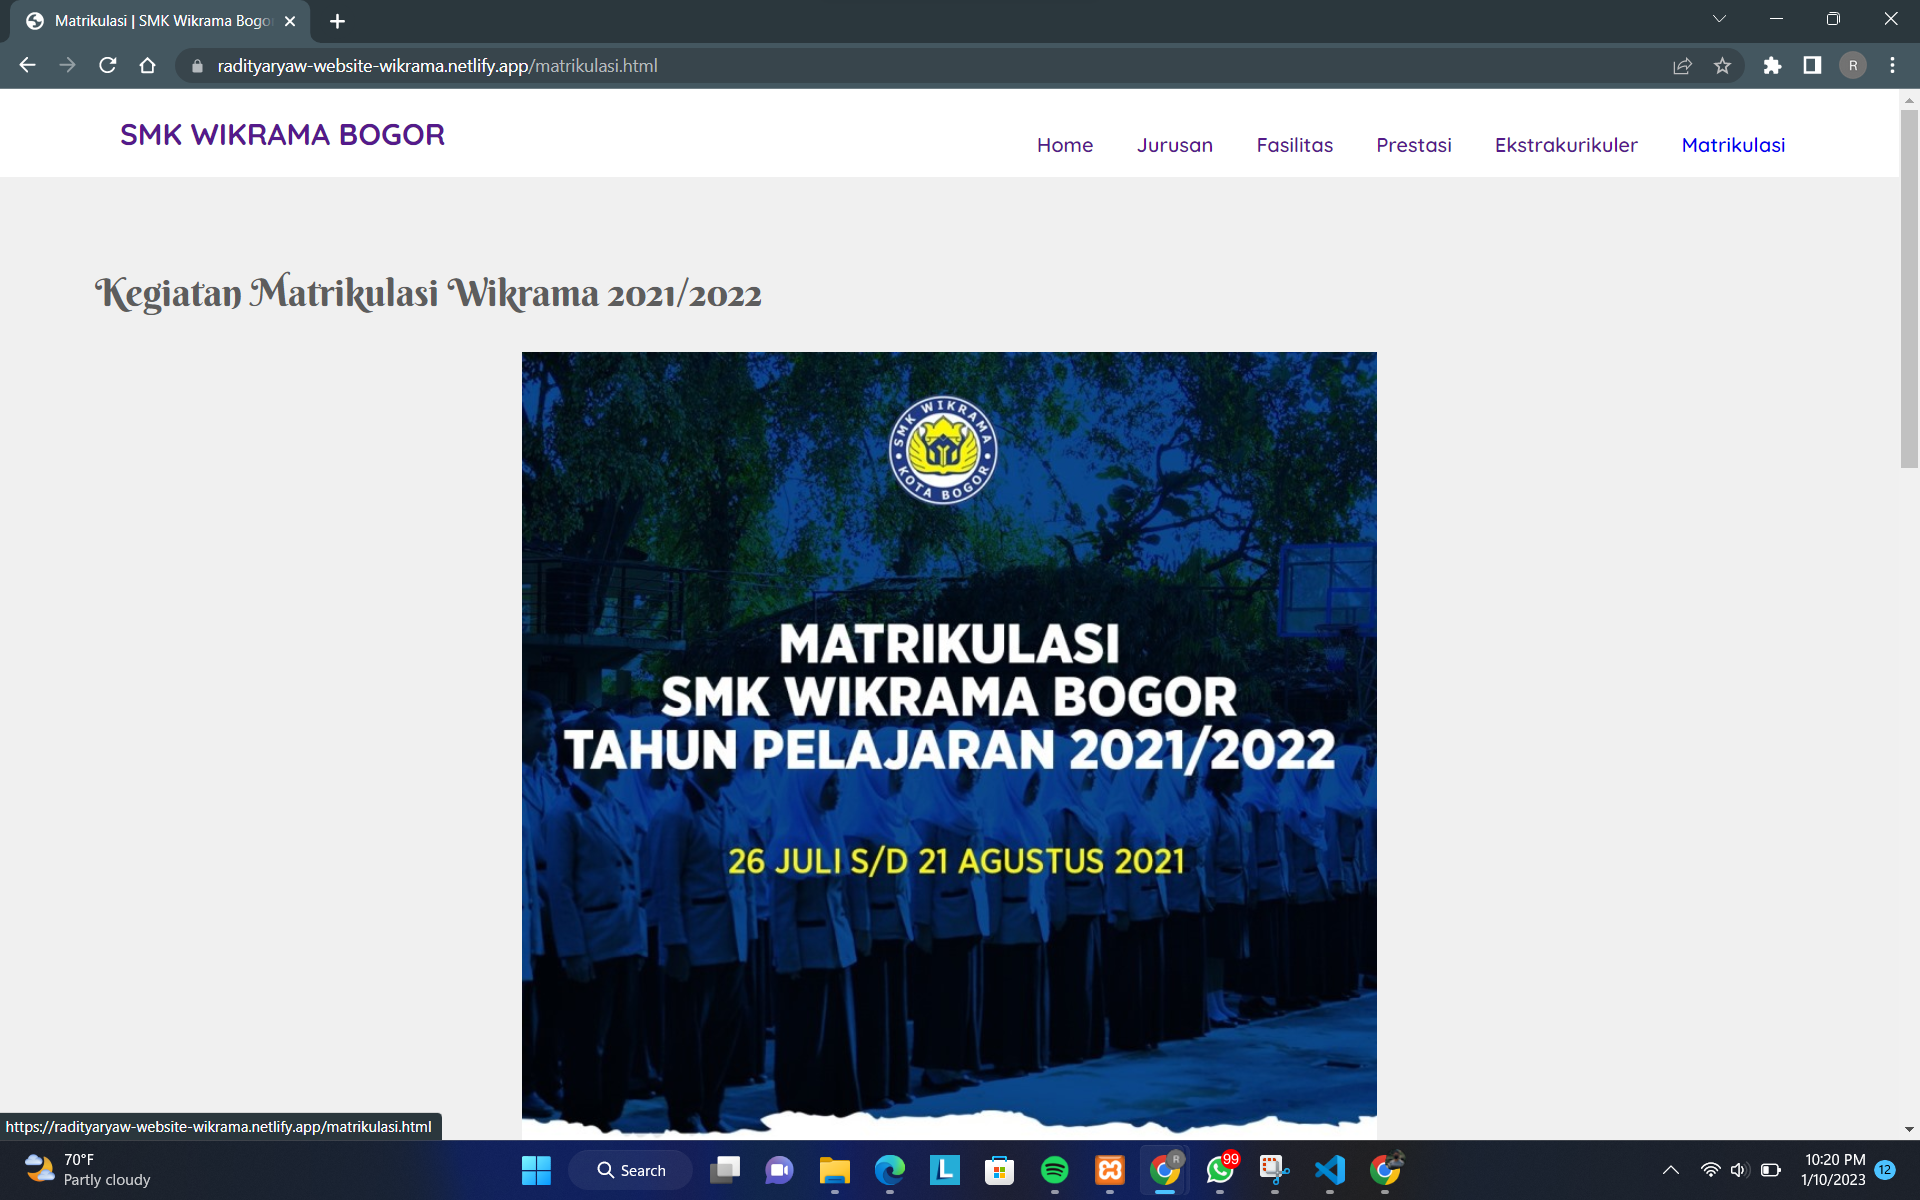 Matrikulasi | SMK Wikrama Bogor
radityaryaw-website-wikrama.netlify.app/matrikulasi.html
R
SMK WIKRAMA BOGOR
Home Jurusan Fasilitas Prestasi Ekstrakurikuler Matrikulasi
Kegiatan Matrikulasi Wikrama 2021/2022
SMK WIKRAMA
KOTA BOGOR
MATRIKULASI
SMK WIKRAMA BOGOR
TAHUN PELAJARAN 2021/2022
26 JULI S/D 21 AGUSTUS 2021
https://radityaryaw-website-wikrama.netlify.app/matrikulasi.html
70°F
Partly cloudy
Search
L
R
99
10:20 PM
1/10/2023
12